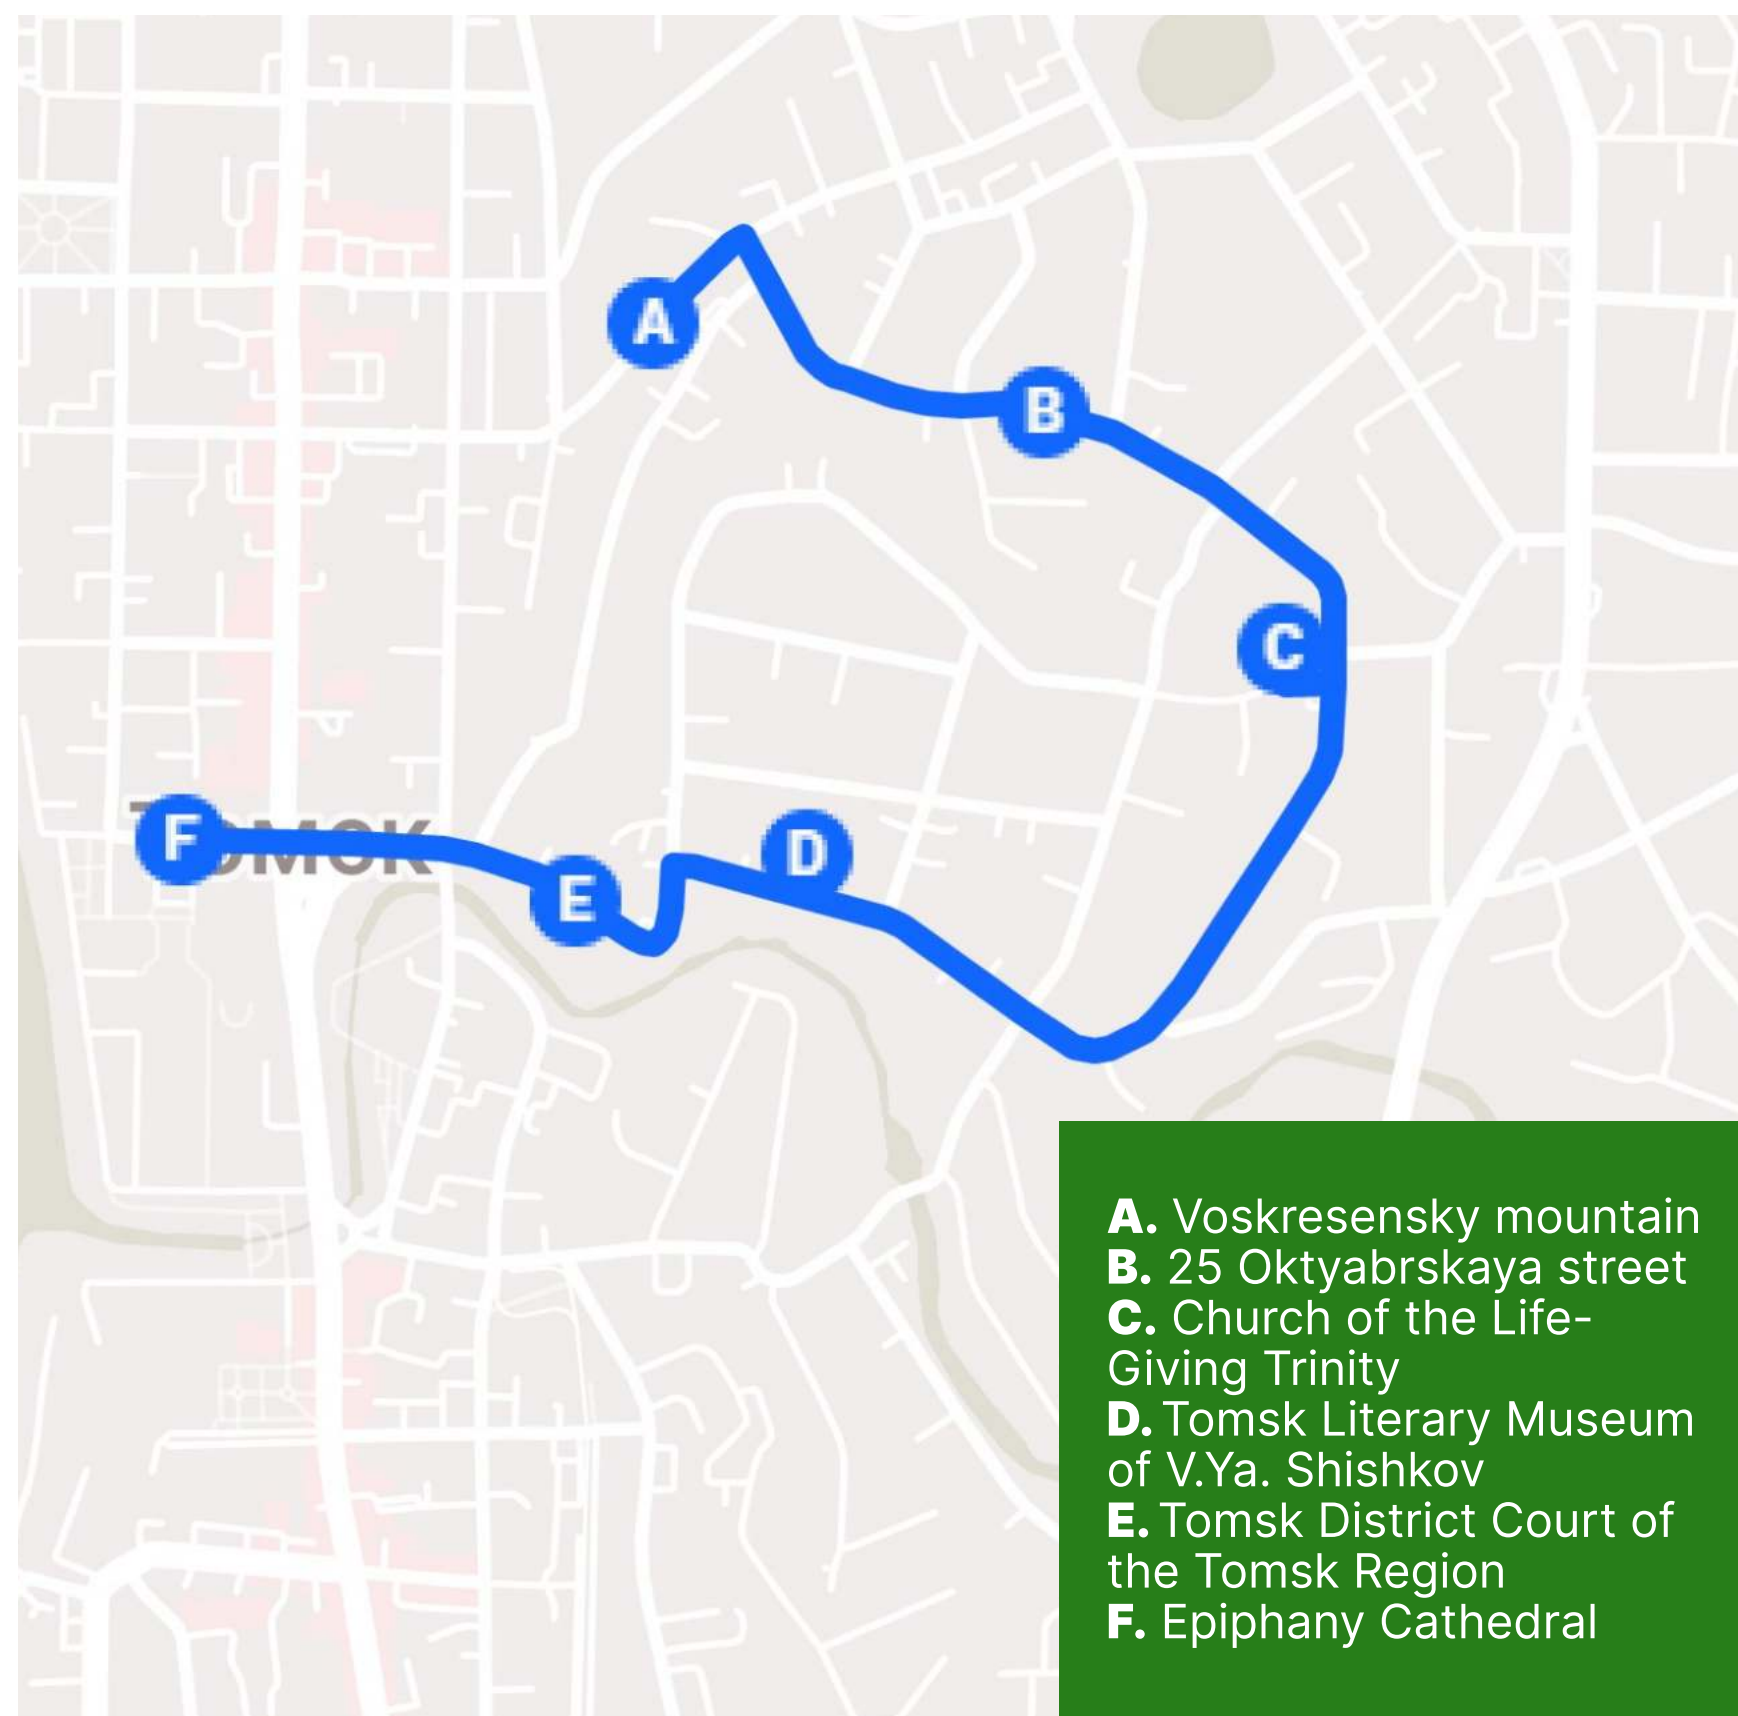 A
B
C
TOMCK
F
D
E
A. Voskresensky mountain
B. 25 Oktyabrskaya street
C. Church of the Life-
Giving Trinity
D. Tomsk Literary Museum
of V.Ya. Shishkov
E. Tomsk District Court of
the Tomsk Region
F. Epiphany Cathedral